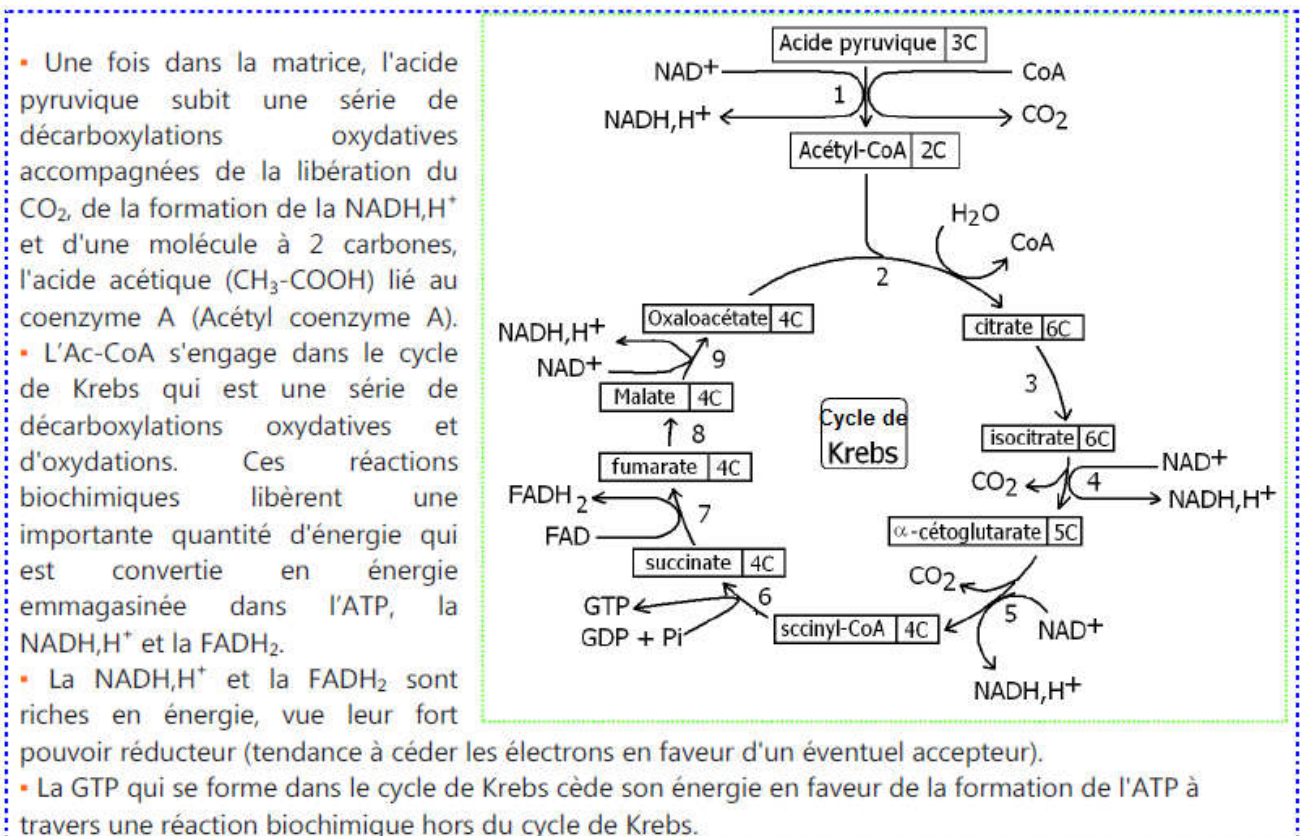 ▪ Une fois dans la matrice, l'acide
pyruvique subit une série de
décarboxylations oxydatives
accompagnées de la libération du
CO₂, de la formation de la NADH,H⁺
et d'une molécule à 2 carbones,
l'acide acétique (CH₃-COOH) lié au
coenzyme A (Acétyl coenzyme A).
▪ L'Ac-CoA s'engage dans le cycle
de Krebs qui est une série de
décarboxylations oxydatives et
d'oxydations. Ces réactions
biochimiques libèrent une
importante quantité d'énergie qui
est convertie en énergie
emmagasinée dans l'ATP, la
NADH,H⁺ et la FADH₂.
▪ La NADH,H⁺ et la FADH₂ sont
riches en énergie, vue leur fort
pouvoir réducteur (tendance à céder les électrons en faveur d'un éventuel accepteur).
▪ La GTP qui se forme dans le cycle de Krebs cède son énergie en faveur de la formation de l'ATP à
travers une réaction biochimique hors du cycle de Krebs.
Acide pyruvique 3C
NAD+ CoA
1
NADH,H+ CO₂
Acétyl-CoA 2C
H₂O
CoA
2
Oxaloacétate 4C citrate 6C
NADH,H+
NAD+ 9
3
Malate 4C
Cycle de
Krebs
8
isocitrate 6C
fumarate 4C
NAD+
CO₂ 4
NADH,H+
FADH₂
7
FAD
α-cétoglutarate 5C
succinate 4C
CO₂
6
GTP
5
GDP + Pi
sccinyl-CoA 4C
NAD+
NADH,H+